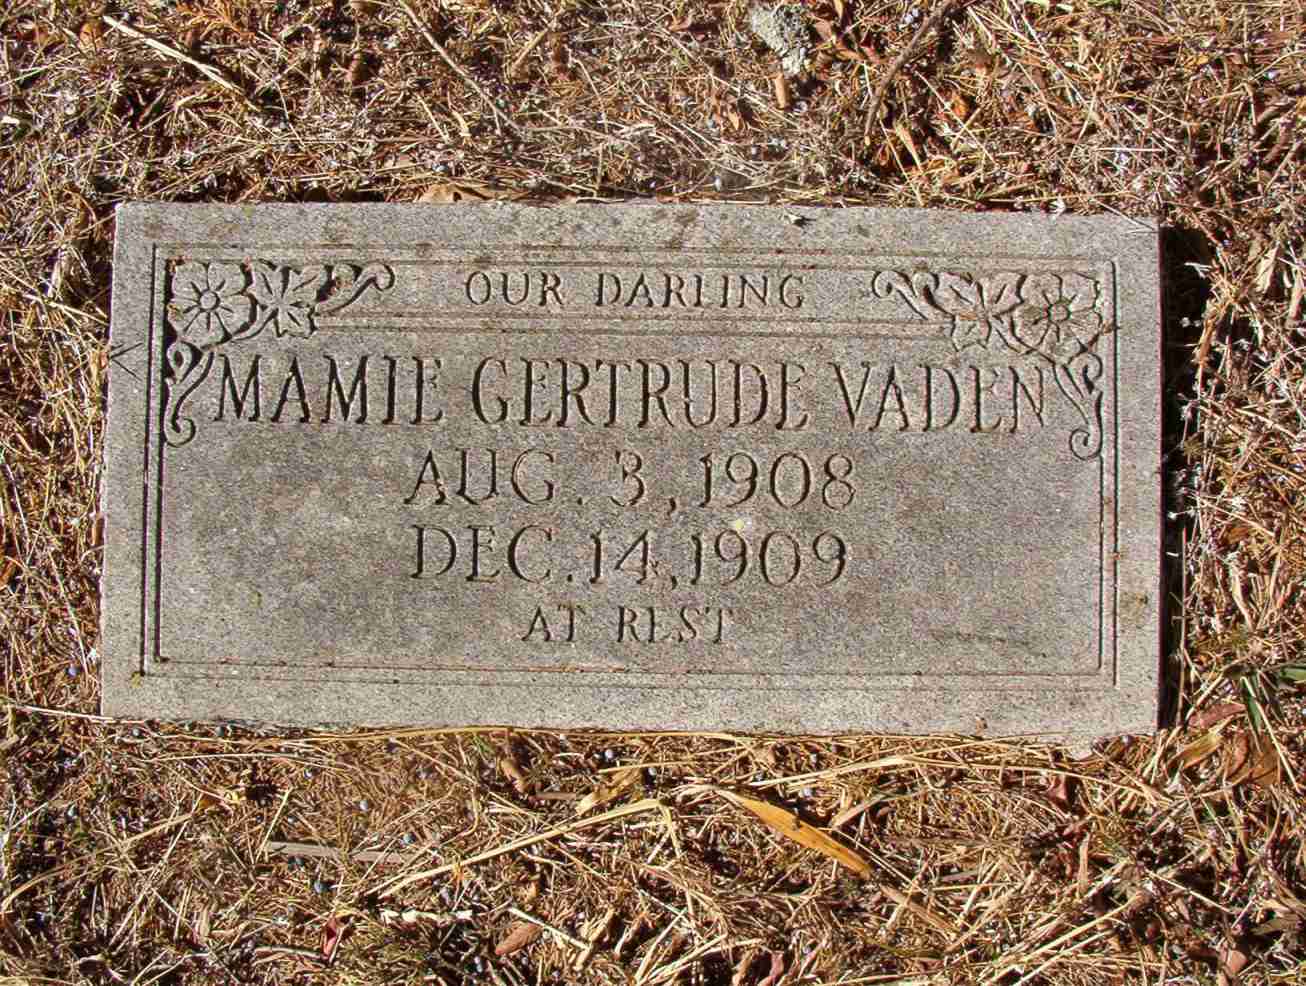 OUR DARLING
MAMIE GERTRUDE VADEN
AUG. 3, 1908
DEC. 14, 1909
AT REST